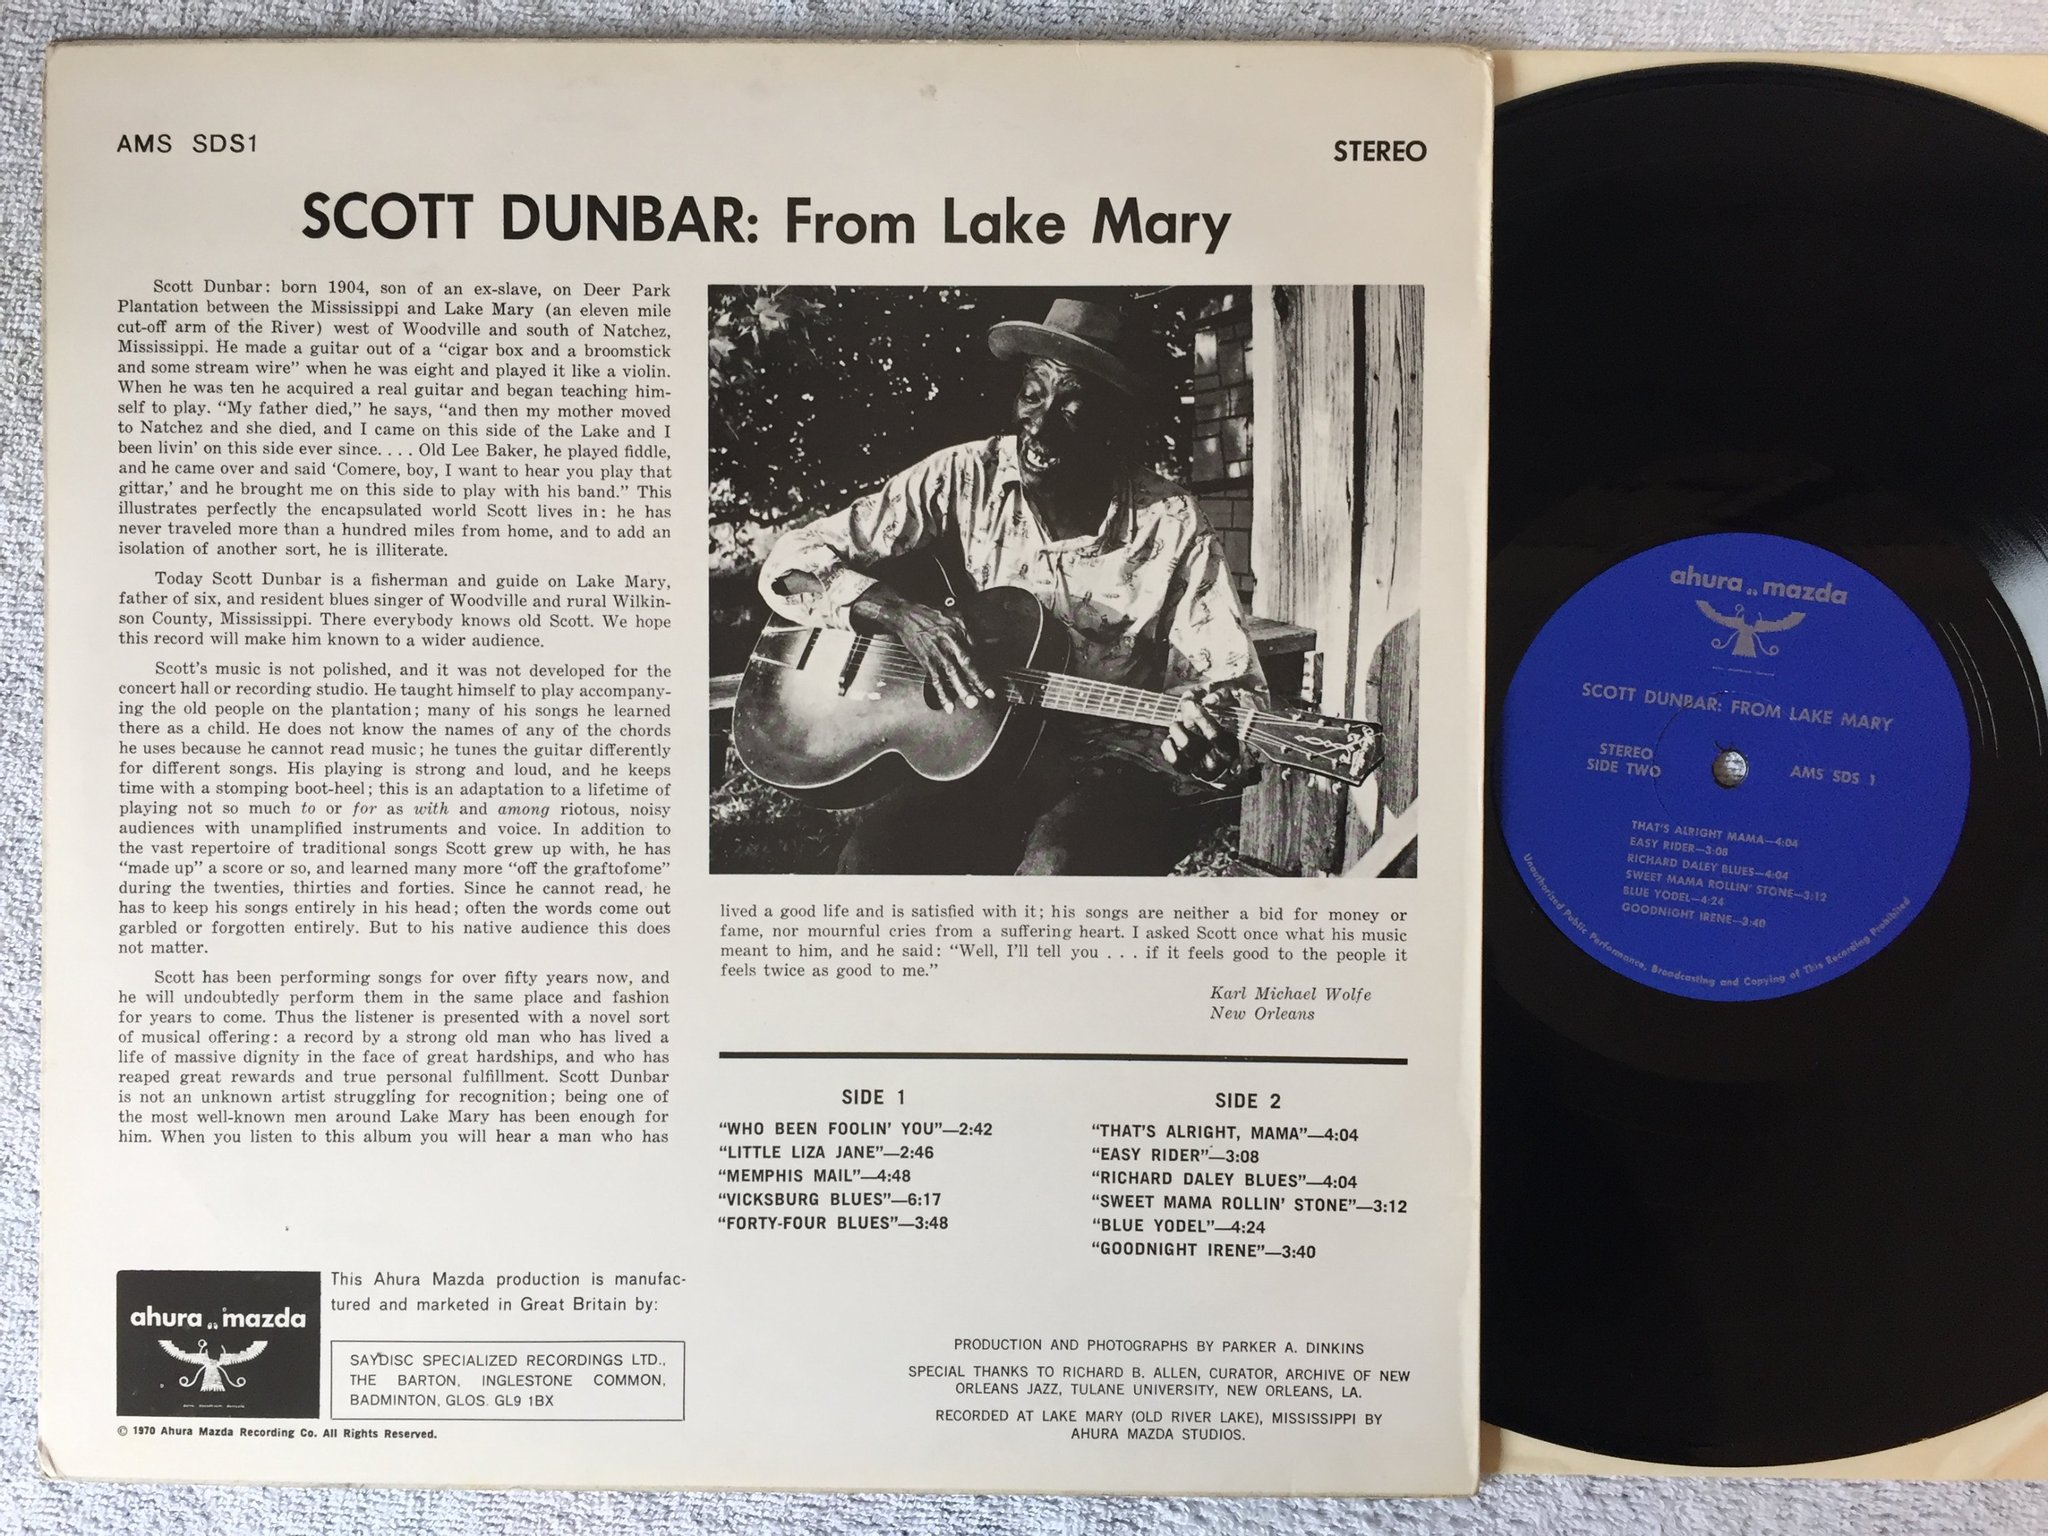 AMS SDS1
STEREO
SCOTT DUNBAR: From Lake Mary
Scott Dunbar: born 1904, son of an ex-slave, on Deer Park
Plantation between the Mississippi and Lake Mary (an eleven mile
cut-off arm of the River) west of Woodville and south of Natchez,
Mississippi. He made a guitar out of a “cigar box and a broomstick
and some stream wire” when he was eight and played it like a violin.
When he was ten he acquired a real guitar and began teaching him-
self to play. “My father died,” he says, “and then my mother moved
to Natchez and she died, and I came on this side of the Lake and I
been livin’ on this side ever since. . . . Old Lee Baker, he played fiddle,
and he came over and said ‘Comere, boy, I want to hear you play that
gittar,’ and he brought me on this side to play with his band.” This
illustrates perfectly the encapsulated world Scott lives in: he has
never traveled more than a hundred miles from home, and to add an
isolation of another sort, he is illiterate.
Today Scott Dunbar is a fisherman and guide on Lake Mary,
father of six, and resident blues singer of Woodville and rural Wilkin-
son County, Mississippi. There everybody knows old Scott. We hope
this record will make him known to a wider audience.
Scott’s music is not polished, and it was not developed for the
concert hall or recording studio. He taught himself to play accompany-
ing the old people on the plantation; many of his songs he learned
there as a child. He does not know the names of any of the chords
he uses because he cannot read music; he tunes the guitar differently
for different songs. His playing is strong and loud, and he keeps
time with a stomping boot-heel; this is an adaptation to a lifetime of
playing not so much to or for as with and among riotous, noisy
audiences with unamplified instruments and voice. In addition to
the vast repertoire of traditional songs Scott grew up with, he has
“made up” a score or so, and learned many more “off the graftofome”
during the twenties, thirties and forties. Since he cannot read, he
has to keep his songs entirely in his head; often the words come out
garbled or forgotten entirely. But to his native audience this does
not matter.
Scott has been performing songs for over fifty years now, and
he will undoubtedly perform them in the same place and fashion
for years to come. Thus the listener is presented with a novel sort
of musical offering: a record by a strong old man who has lived a
life of massive dignity in the face of great hardships, and who has
reaped great rewards and true personal fulfillment. Scott Dunbar
is not an unknown artist struggling for recognition; being one of
the most well-known men around Lake Mary has been enough for
him. When you listen to this album you will hear a man who has
lived a good life and is satisfied with it; his songs are neither a bid for money or
fame, nor mournful cries from a suffering heart. I asked Scott once what his music
meant to him, and he said: “Well, I’ll tell you . . . if it feels good to the people it
feels twice as good to me.”
Karl Michael Wolfe
New Orleans
SIDE 1
“WHO BEEN FOOLIN’ YOU”—2:42
“LITTLE LIZA JANE”—2:46
“MEMPHIS MAIL”—4:48
“VICKSBURG BLUES”—6:17
“FORTY-FOUR BLUES”—3:48
SIDE 2
“THAT’S ALRIGHT, MAMA”—4:04
“EASY RIDER”—3:08
“RICHARD DALEY BLUES”—4:04
“SWEET MAMA ROLLIN’ STONE”—3:12
“BLUE YODEL”—4:24
“GOODNIGHT IRENE”—3:40
ahura mazda
This Ahura Mazda production is manufac-
tured and marketed in Great Britain by:
SAYDISC SPECIALIZED RECORDINGS LTD.,
THE BARTON, INGLESTONE COMMON,
BADMINTON, GLOS. GL9 1BX
© 1970 Ahura Mazda Recording Co. All Rights Reserved.
PRODUCTION AND PHOTOGRAPHS BY PARKER A. DINKINS
SPECIAL THANKS TO RICHARD B. ALLEN, CURATOR, ARCHIVE OF NEW
ORLEANS JAZZ, TULANE UNIVERSITY, NEW ORLEANS, LA.
RECORDED AT LAKE MARY (OLD RIVER LAKE), MISSISSIPPI BY
AHURA MAZDA STUDIOS.
ahura mazda
SCOTT DUNBAR: FROM LAKE MARY
STEREO
SIDE TWO
AMS SDS 1
THAT'S ALRIGHT MAMA—4:04
EASY RIDER—3:08
RICHARD DALEY BLUES—4:04
SWEET MAMA ROLLIN' STONE—3:12
BLUE YODEL—4:24
GOODNIGHT IRENE—3:40
Unauthorised Public Performance, Broadcasting and Copying of This Recording Prohibited